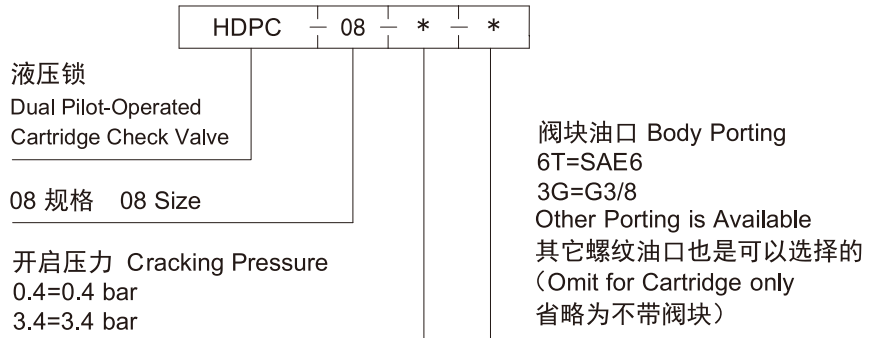 HDPC - 08 - * - *
液压锁
Dual Pilot-Operated
Cartridge Check Valve
08 规格 08 Size
开启压力 Cracking Pressure
0.4=0.4 bar
3.4=3.4 bar
阀块油口 Body Porting
6T=SAE6
3G=G3/8
Other Porting is Available
其它螺纹油口也是可以选择的
（Omit for Cartridge only
省略为不带阀块）